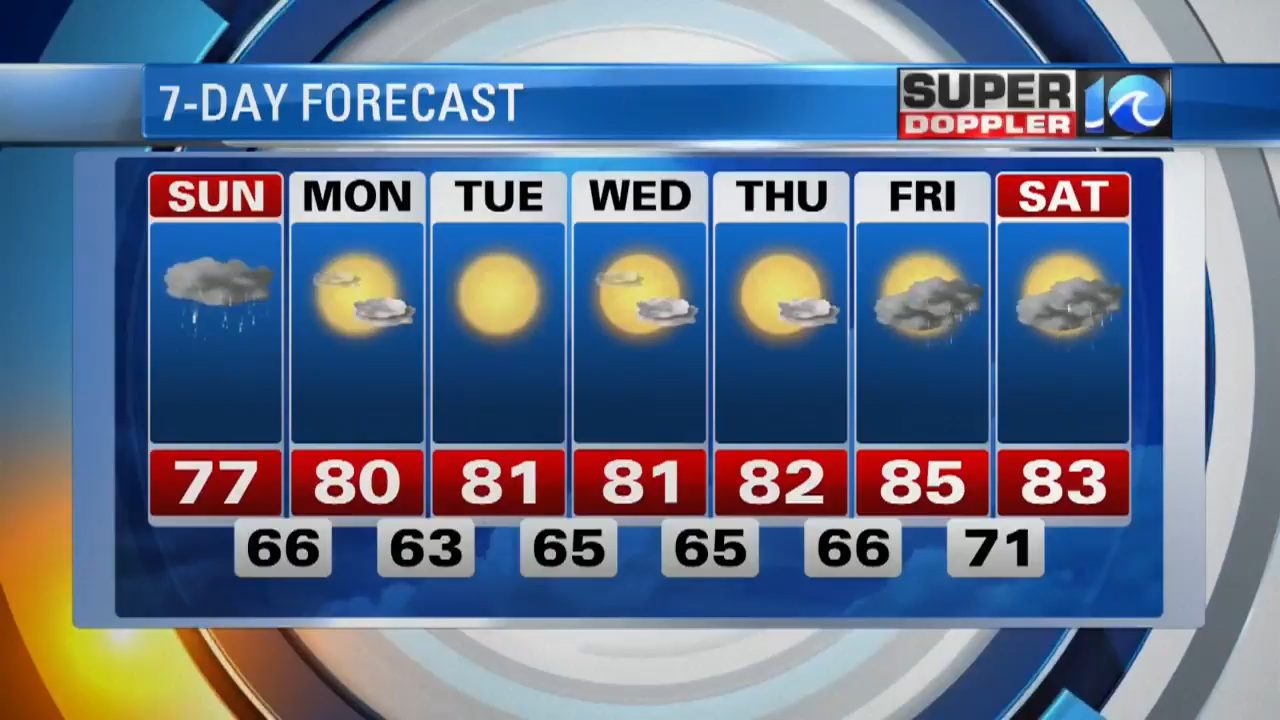 7-DAY FORECAST
SUPER
DOPPLER 10
SUN MON TUE WED THU FRI SAT
77 80 81 81 82 85 83
66 63 65 65 66 71